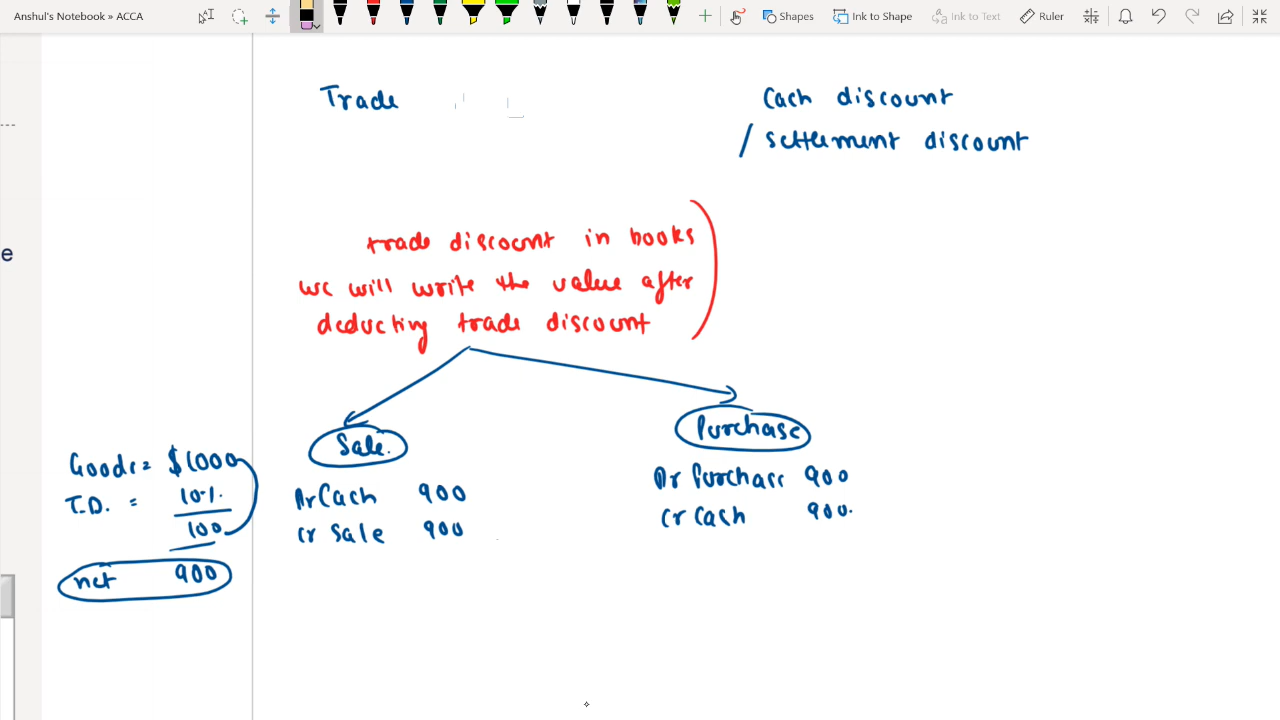 Anshul's Notebook » ACCA
Shapes
Ink to Shape
Ink to Text
Ruler
e
Trade
Cash discount
/ settlement discount
trade discount in books
we will write the value after
deducting trade discount
Sale.
Purchase
Goods = $1000
T.D. = 10%
100
net 900
Dr Cash 900
Cr Sale 900
Dr Purchase 900
Cr Cash 900.